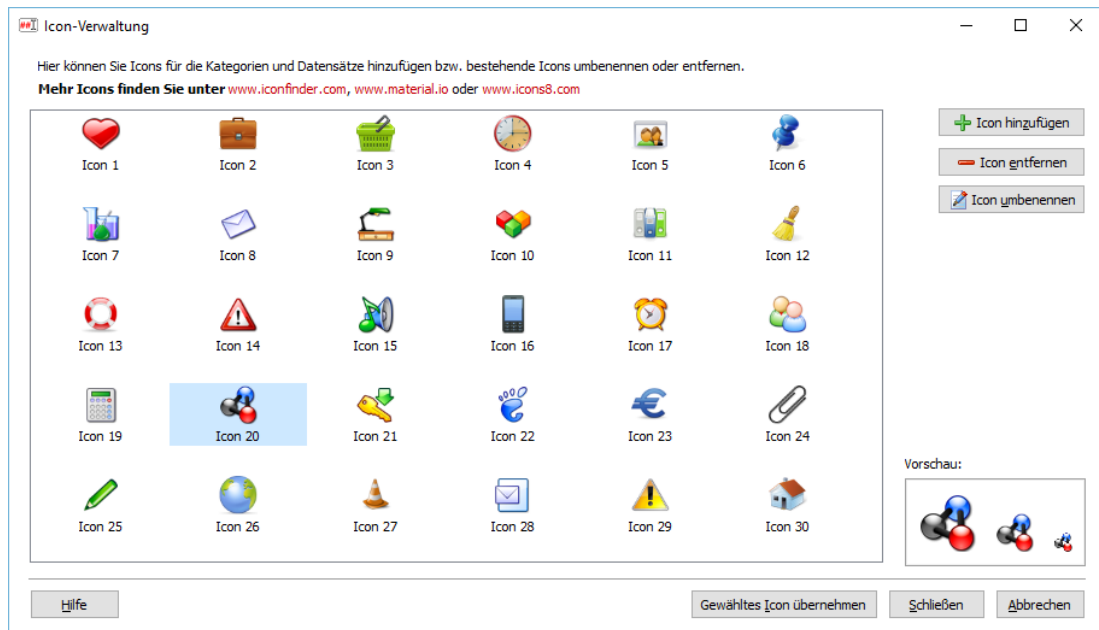 Icon-Verwaltung
Hier können Sie Icons für die Kategorien und Datensätze hinzufügen bzw. bestehende Icons umbenennen oder entfernen.
Mehr Icons finden Sie unter www.iconfinder.com, www.material.io oder www.icons8.com
Icon 1 Icon 2 Icon 3 Icon 4 Icon 5 Icon 6
Icon 7 Icon 8 Icon 9 Icon 10 Icon 11 Icon 12
Icon 13 Icon 14 Icon 15 Icon 16 Icon 17 Icon 18
Icon 19 Icon 20 Icon 21 Icon 22 Icon 23 Icon 24
Icon 25 Icon 26 Icon 27 Icon 28 Icon 29 Icon 30
Icon hinzufügen
Icon entfernen
Icon umbenennen
Vorschau:
Hilfe Gewähltes Icon übernehmen Schließen Abbrechen